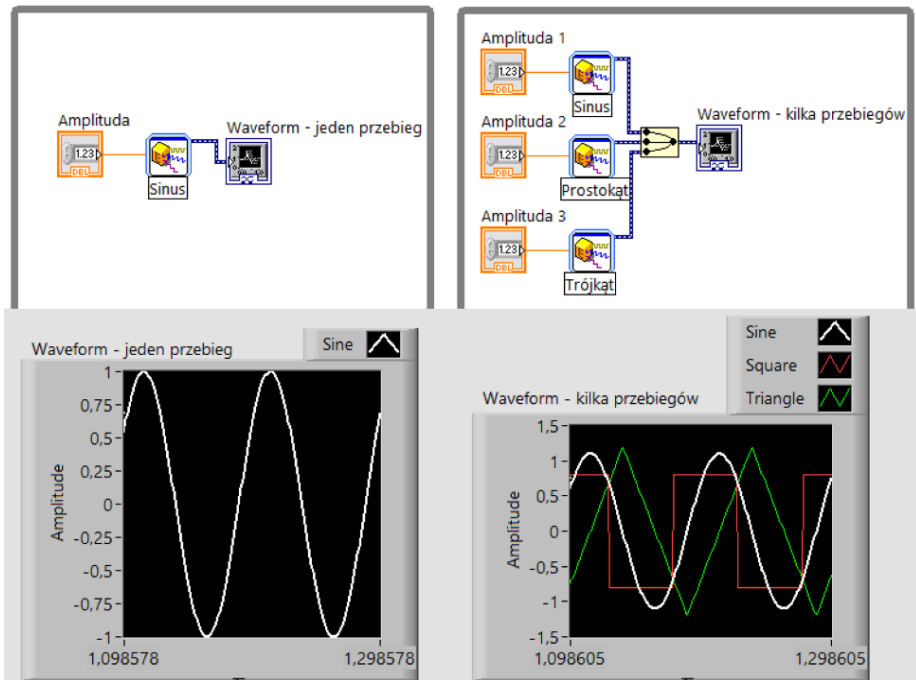 Amplituda
1.23
DBL
Sinus
Waveform - jeden przebieg
Amplituda 1
1.23
DBL
Sinus
Amplituda 2
1.23
DBL
Prostokąt
Amplituda 3
1.23
DBL
Trójkąt
Waveform - kilka przebiegów
Waveform - jeden przebieg
Sine
Amplitude
1
0,75
0,5
0,25
0
-0,25
-0,5
-0,75
-1
1,098578
1,298578
Sine
Square
Triangle
Waveform - kilka przebiegów
Amplitude
1,5
1
0,5
0
-0,5
-1
-1,5
1,098605
1,298605